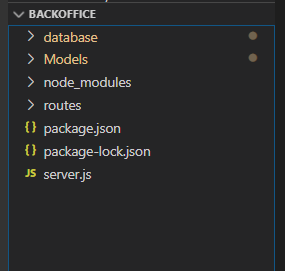 BACKOFFICE
database
Models
node_modules
routes
{} package.json
{} package-lock.json
JS server.js